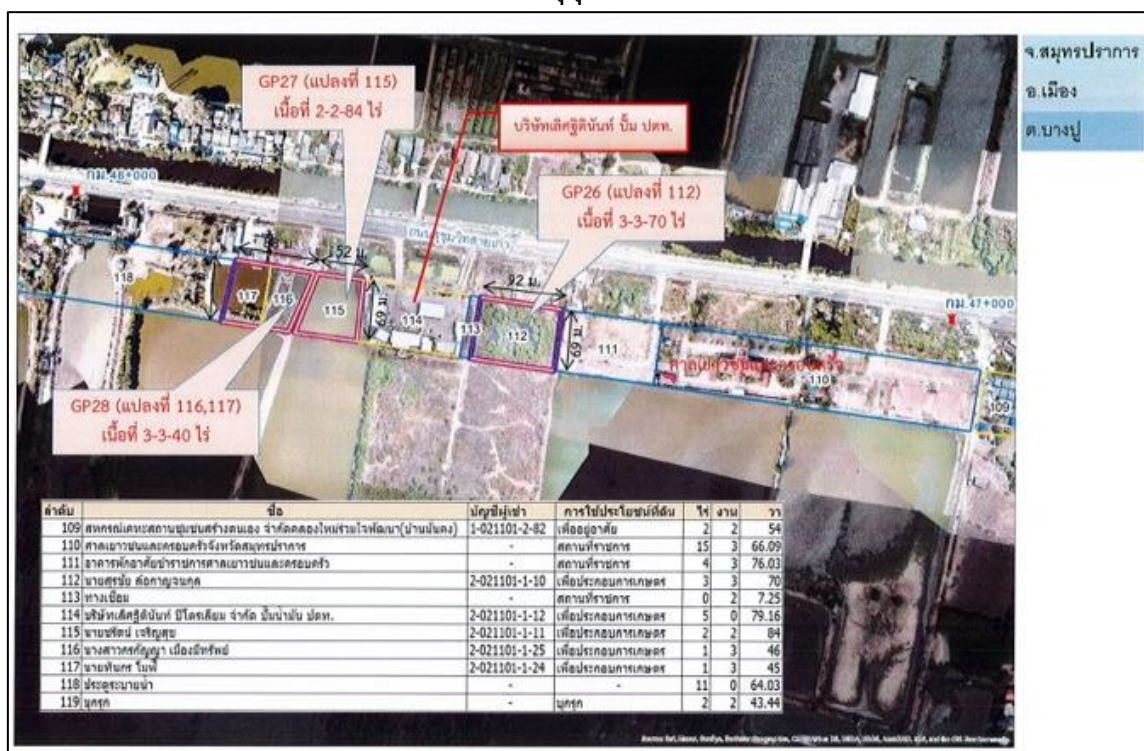 จ.สมุทรปราการ
อ.เมือง
ต.บางปู
GP27 (แปลงที่ 115)
เนื้อที่ 2-2-84 ไร่
บริษัทเลิศฐิตินันท์ ปั๊ม ปตท.
GP26 (แปลงที่ 112)
เนื้อที่ 3-3-70 ไร่
กม.46+000
ถนนสุขุมวิทสายเก่า
52 ม.
92 ม.
กม.47+000
118
117
116
115
69 ม.
114
113
112
69 ม.
111
ศาลเยาวชนและครอบครัว
110
109
GP28 (แปลงที่ 116,117)
เนื้อที่ 3-3-40 ไร่
ลำดับ ชื่อ บัญชีผู้เช่า การใช้ประโยชน์ที่ดิน ไร่ งาน วา
109 สหกรณ์เคหะสถานชุมชนสร้างตนเอง จำกัดคลองใหม่ร่วมใจพัฒนา(บ้านมั่นคง) 1-021101-2-82 เพื่ออยู่อาศัย 2 2 54
110 ศาลเยาวชนและครอบครัวจังหวัดสมุทรปราการ - สถานที่ราชการ 15 3 66.09
111 อาคารพักอาศัยข้าราชการศาลเยาวชนและครอบครัว - สถานที่ราชการ 4 3 76.03
112 นายสุรชัย 2-021101-1-10 เพื่อประกอบการเกษตร 3 3 70
113 ทางเชื่อม - สถานที่ราชการ 0 2 7.25
114 บริษัทเลิศฐิตินันท์ ปิโตรเลียม จำกัด ปั๊มน้ำมัน ปตท. 2-021101-1-12 เพื่อประกอบการเกษตร 5 0 79.16
115 เจริญสุข 2-021101-1-11 เพื่อประกอบการเกษตร 2 2 84
116 2-021101-1-25 เพื่อประกอบการเกษตร 1 3 46
117 2-021101-1-24 เพื่อประกอบการเกษตร 1 3 45
118 ประตูระบายน้ำ - - 11 0 64.03
119 บุกรุก - บุกรุก 2 2 43.44